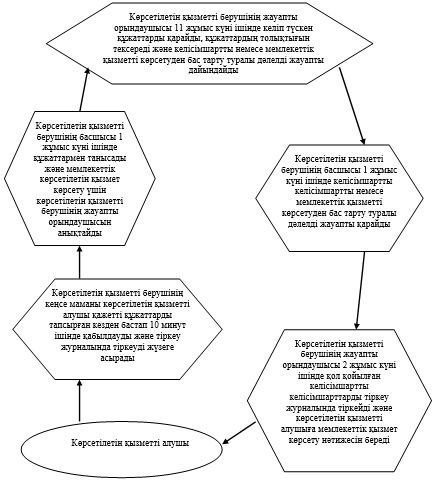 Көрсетілетін қызметті берушінің жауапты
орындаушысы 11 жұмыс күні ішінде келіп түскен
құжаттарды қарайды, құжаттардың толықтығын
тексереді және келісімшартты немесе мемлекеттік
қызметті көрсетуден бас тарту туралы дәлелді жауапты
дайындайды
Көрсетілетін қызметті
берушінің басшысы 1
жұмыс күні ішінде
құжаттармен танысады
және мемлекеттік
көрсетілетін қызмет
көрсету үшін
көрсетілетін қызметті
берушінің жауапты
орындаушысын
анықтайды
Көрсетілетін қызметті
берушінің басшысы 1 жұмыс
күні ішінде келісімшартты
келісімшартты немесе
мемлекеттік қызметті
көрсетуден бас тарту туралы
дәлелді жауапты қарайды
Көрсетілетін қызметті берушінің
кеңсе маманы көрсетілетін қызметті
алушы қажетті құжаттарды
тапсырған кезден бастап 10 минут
ішінде қабылдауды және тіркеу
журналында тіркеуді жүзеге
асырады
Көрсетілетін қызметті
берушінің жауапты
орындаушысы 2 жұмыс күні
ішінде қол қойылған
келісімшартты
келісімшарттарды тіркеу
журналында тіркейді және
көрсетілетін қызметті
алушыға мемлекеттік қызмет
көрсету нәтижесін береді
Көрсетілетін қызметті алушы